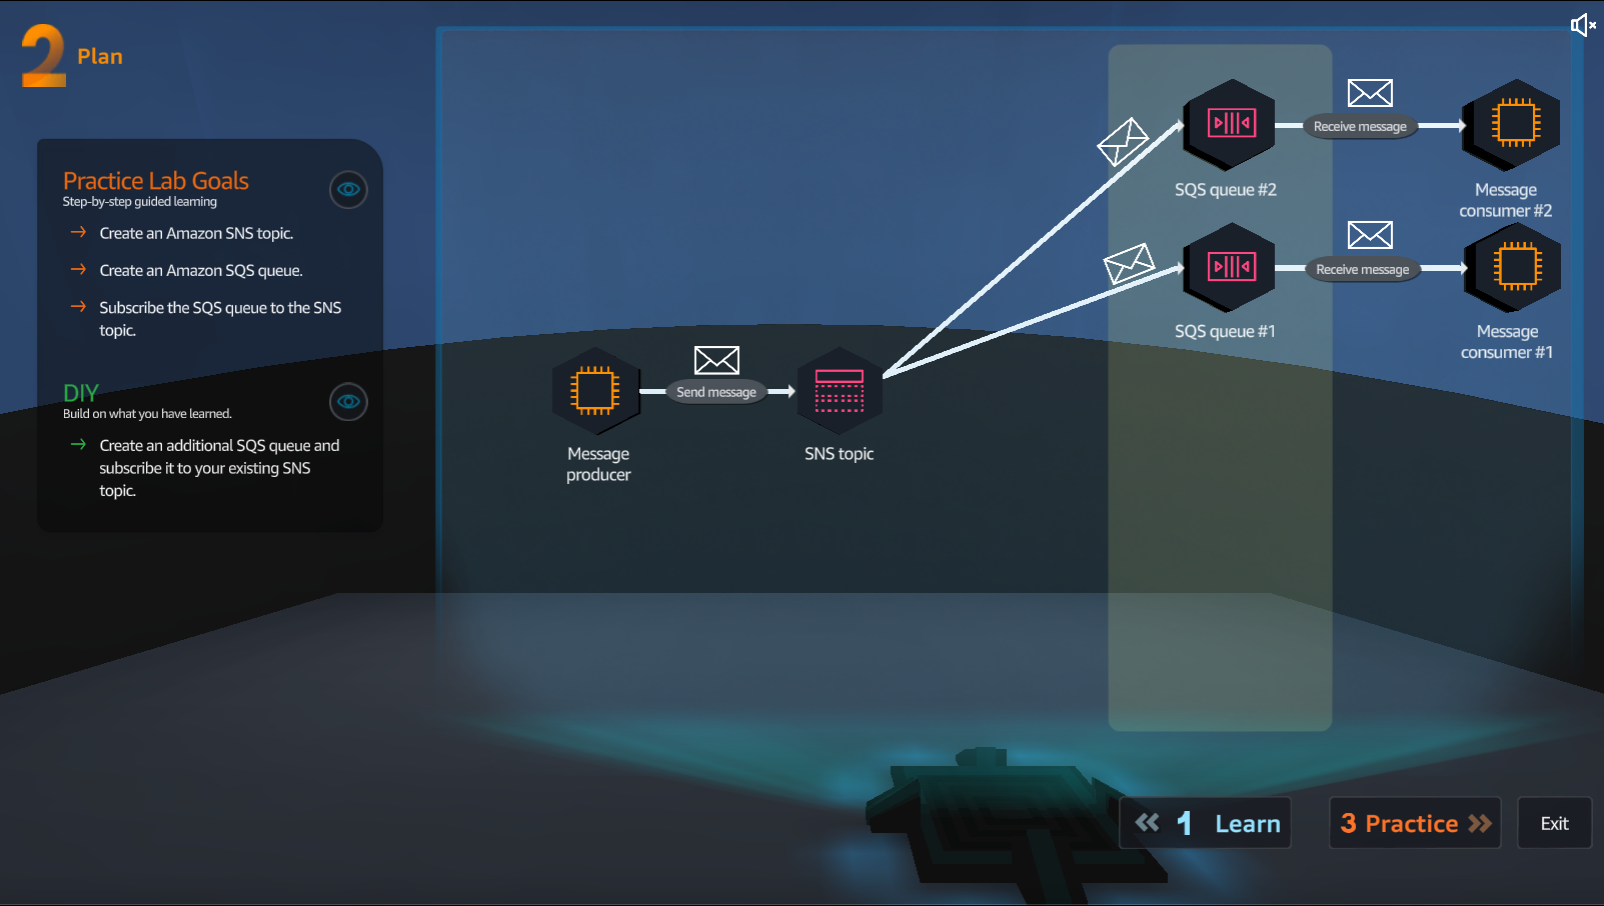 2 Plan
Practice Lab Goals
Step-by-step guided learning
Create an Amazon SNS topic.
Create an Amazon SQS queue.
Subscribe the SQS queue to the SNS
topic.
DIY
Build on what you have learned.
Create an additional SQS queue and
subscribe it to your existing SNS
topic.
Receive message
SQS queue #2
Message
consumer #2
Receive message
SQS queue #1
Message
consumer #1
Send message
Message
producer
SNS topic
1 Learn
3 Practice
Exit